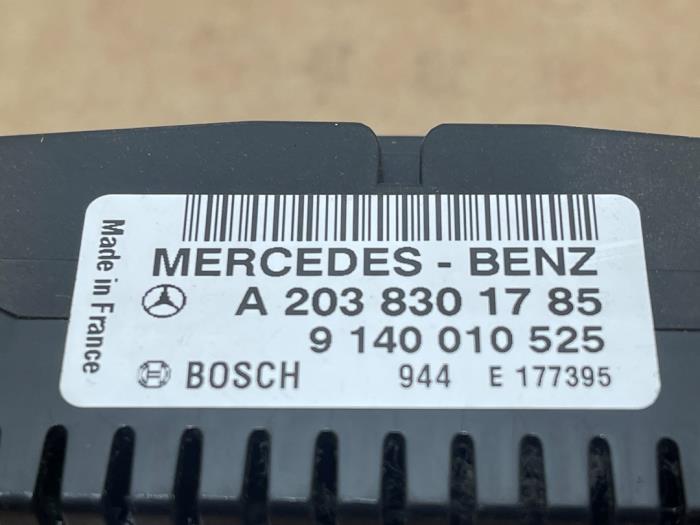 Made in France
MERCEDES - BENZ
A 203 830 17 85
9 140 010 525
BOSCH 944 E 177395